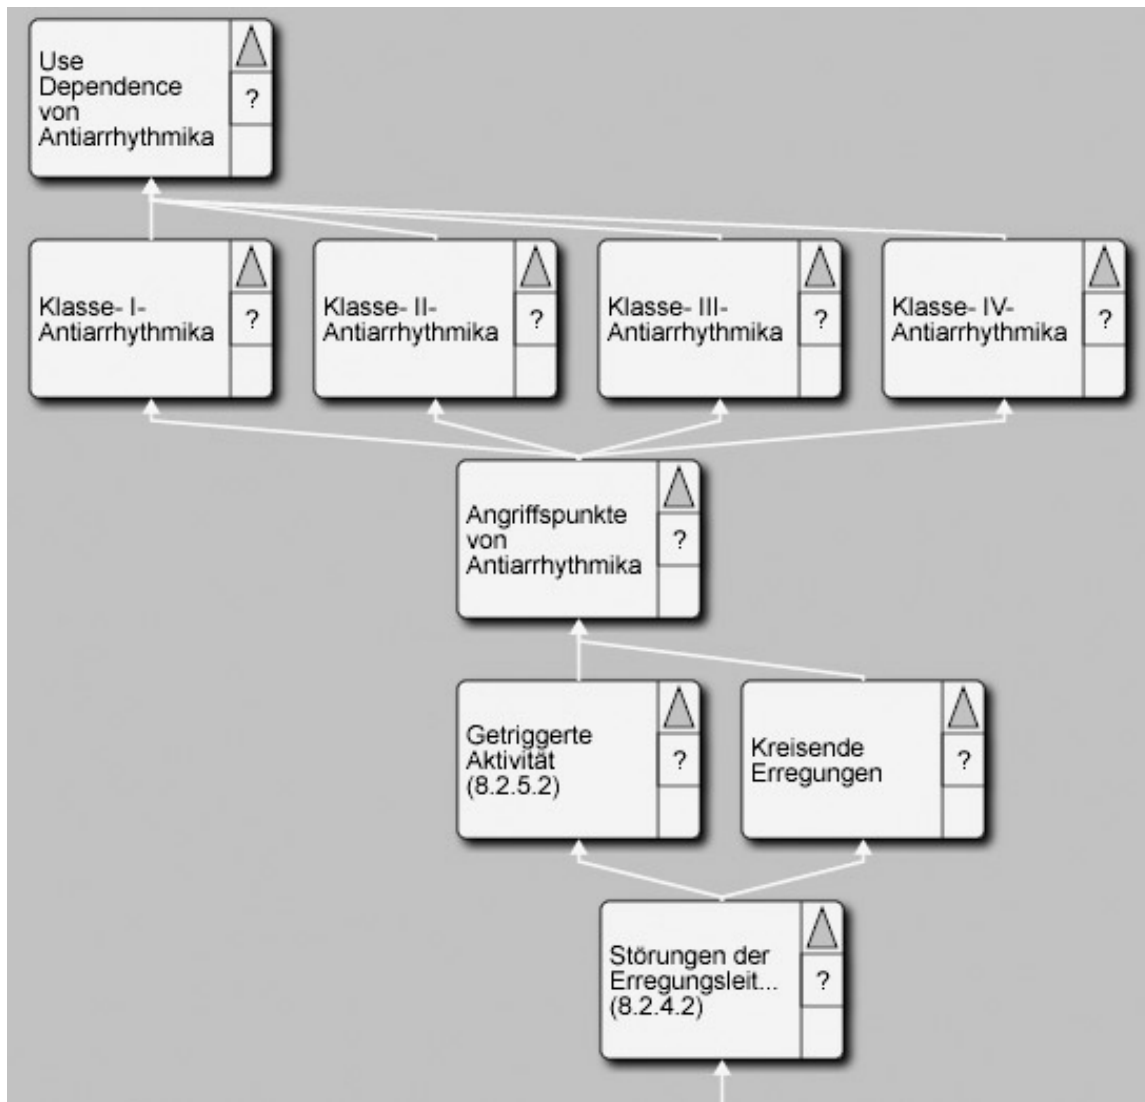 Use
Dependence
von
Antiarrhythmika
?
Klasse- I-
Antiarrhythmika
?
Klasse- II-
Antiarrhythmika
?
Klasse- III-
Antiarrhythmika
?
Klasse- IV-
Antiarrhythmika
?
Angriffspunkte
von
Antiarrhythmika
?
Getriggerte
Aktivität
(8.2.5.2)
?
Kreisende
Erregungen
?
Störungen der
Erregungsleit...
(8.2.4.2)
?